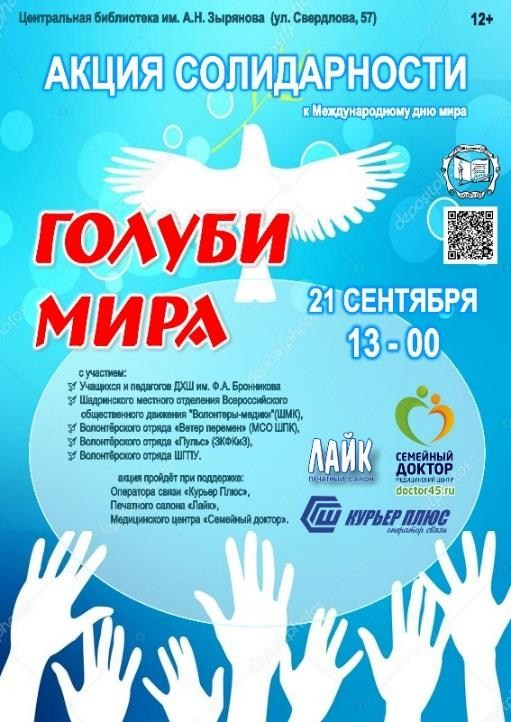 Центральная библиотека им. А.Н. Зырянова (ул. Свердлова, 57) 12+
АКЦИЯ СОЛИДАРНОСТИ
к Международному дню мира
ГОЛУБИ
МИРА
21 СЕНТЯБРЯ
13 - 00
с участием:
Учащихся и педагогов ДХШ им. Ф.А. Бронникова
Шадринского местного отделения Всероссийского
общественного движения "Волонтеры-медики"(ШМК),
Волонтёрского отряда «Ветер перемен» (МСО ШПК),
Волонтёрского отряда «Пульс» (ЗКФКиЗ),
Волонтёрского отряда ШГПУ.
акция пройдёт при поддержке:
Оператора связи «Курьер Плюс»,
Печатного салона «Лайк»,
Медицинского центра «Семейный доктор».
ЛАЙК
ПЕЧАТНЫЙ САЛОН
СЕМЕЙНЫЙ
ДОКТОР
МЕДИЦИНСКИЙ ЦЕНТР
doctor45.ru
КУРЬЕР ПЛЮС
оператор связи
depositphotos